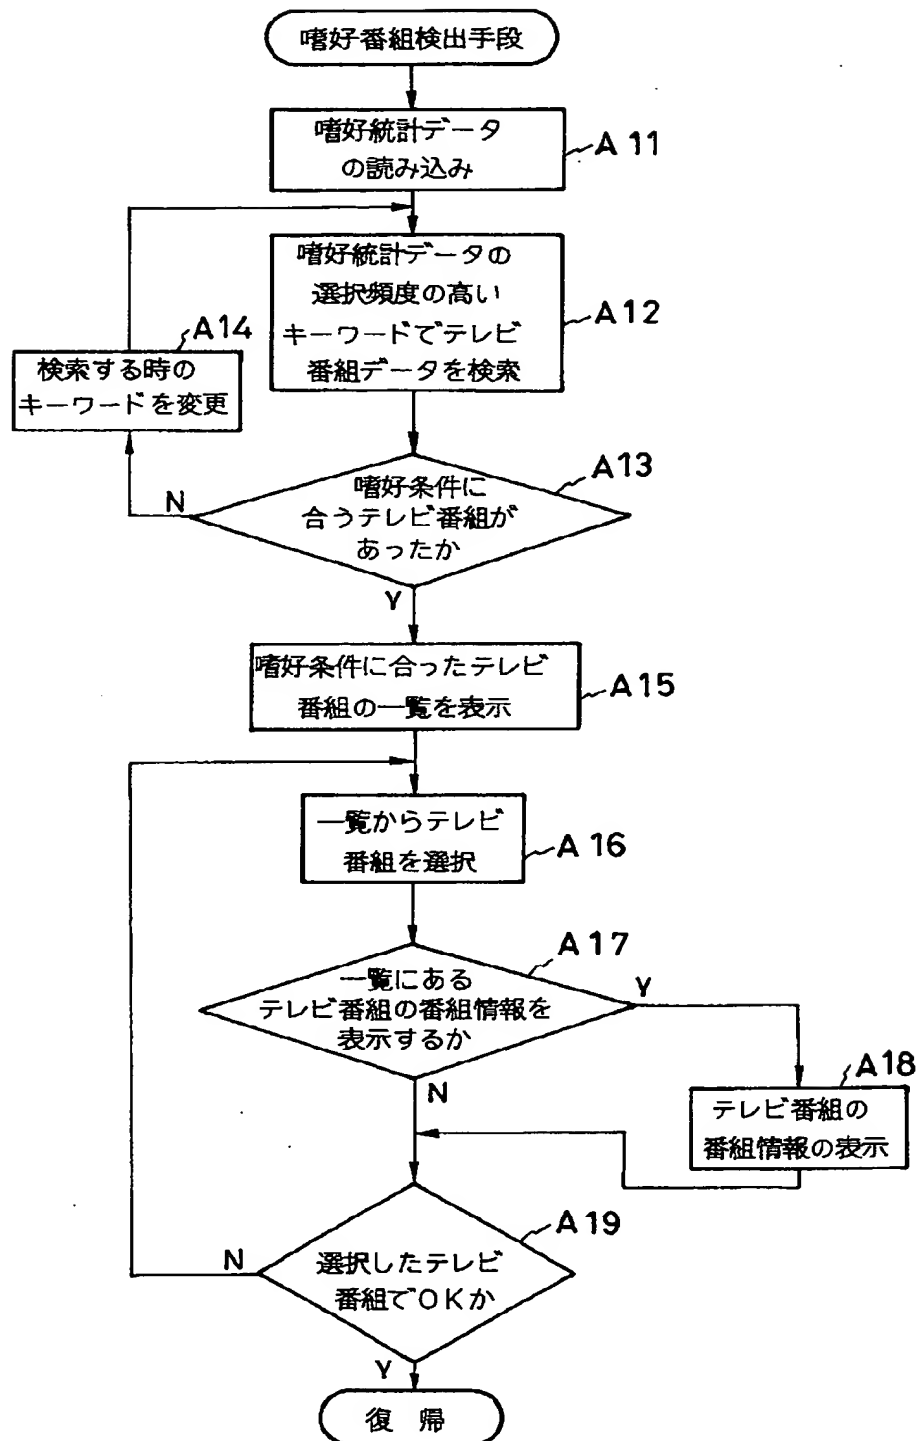 嗜好番組検出手段
嗜好統計データ
の読み込み
A11
嗜好統計データの
選択頻度の高い
キーワードでテレビ
番組データを検索
A12
A14
検索する時の
キーワードを変更
A13
嗜好条件に
合うテレビ番組が
あったか
N
Y
嗜好条件に合ったテレビ
番組の一覧を表示
A15
一覧からテレビ
番組を選択
A16
A17
一覧にある
テレビ番組の番組情報を
表示するか
Y
N
A18
テレビ番組の
番組情報の表示
A19
選択したテレビ
番組でOKか
N
Y
復帰